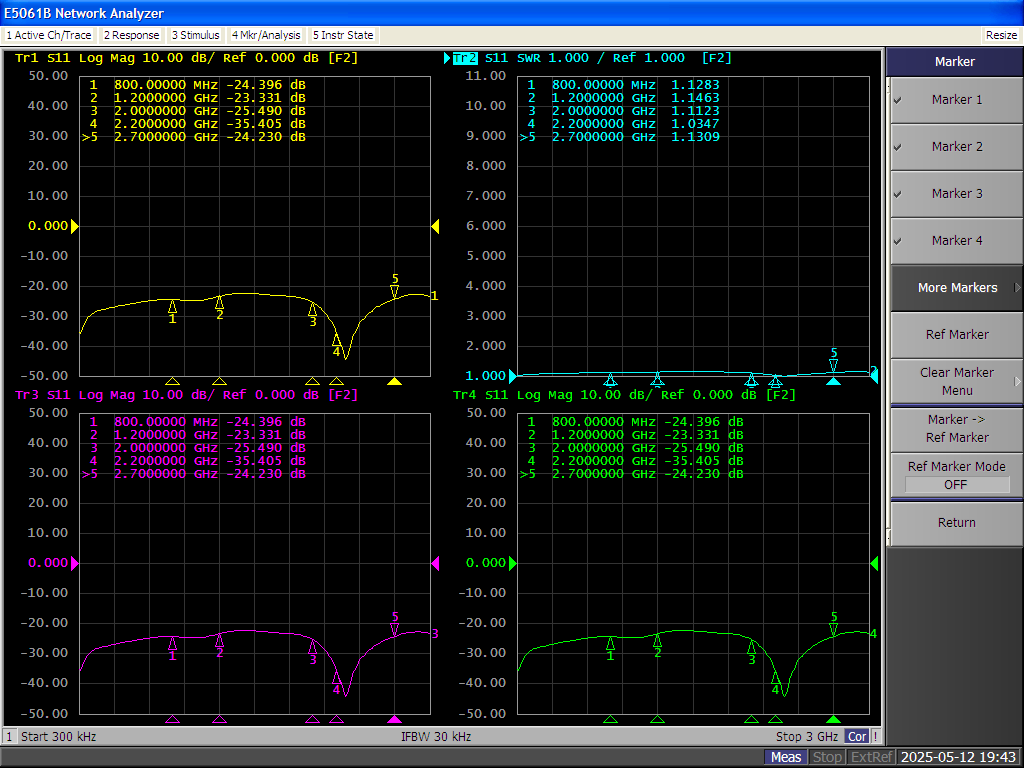 E5061B Network Analyzer
1 Active Ch/Trace 2 Response 3 Stimulus 4 Mkr/Analysis 5 Instr State Resize
Tr1 S11 Log Mag 10.00 dB/ Ref 0.000 dB [F2]
50.00
40.00
30.00
20.00
10.00
0.000
-10.00
-20.00
-30.00
-40.00
-50.00
1 800.00000 MHz -24.396 dB
2 1.2000000 GHz -23.331 dB
3 2.0000000 GHz -25.490 dB
4 2.2000000 GHz -35.405 dB
>5 2.7000000 GHz -24.230 dB
1
2
3
4
5
1
Tr2 S11 SWR 1.000 / Ref 1.000 [F2]
11.00
10.00
9.000
8.000
7.000
6.000
5.000
4.000
3.000
2.000
1.000
1 800.00000 MHz 1.1283
2 1.2000000 GHz 1.1463
3 2.0000000 GHz 1.1123
4 2.2000000 GHz 1.0347
>5 2.7000000 GHz 1.1309
5
2
Tr3 S11 Log Mag 10.00 dB/ Ref 0.000 dB [F2]
50.00
40.00
30.00
20.00
10.00
0.000
-10.00
-20.00
-30.00
-40.00
-50.00
1 800.00000 MHz -24.396 dB
2 1.2000000 GHz -23.331 dB
3 2.0000000 GHz -25.490 dB
4 2.2000000 GHz -35.405 dB
>5 2.7000000 GHz -24.230 dB
1
2
3
4
5
3
Tr4 S11 Log Mag 10.00 dB/ Ref 0.000 dB [F2]
50.00
40.00
30.00
20.00
10.00
0.000
-10.00
-20.00
-30.00
-40.00
-50.00
1 800.00000 MHz -24.396 dB
2 1.2000000 GHz -23.331 dB
3 2.0000000 GHz -25.490 dB
4 2.2000000 GHz -35.405 dB
>5 2.7000000 GHz -24.230 dB
1
2
3
4
5
4
1 Start 300 kHz IFBW 30 kHz Stop 3 GHz Cor !
Marker
Marker 1
Marker 2
Marker 3
Marker 4
More Markers
Ref Marker
Clear Marker
Menu
Marker ->
Ref Marker
Ref Marker Mode
OFF
Return
Meas Stop ExtRef 2025-05-12 19:43